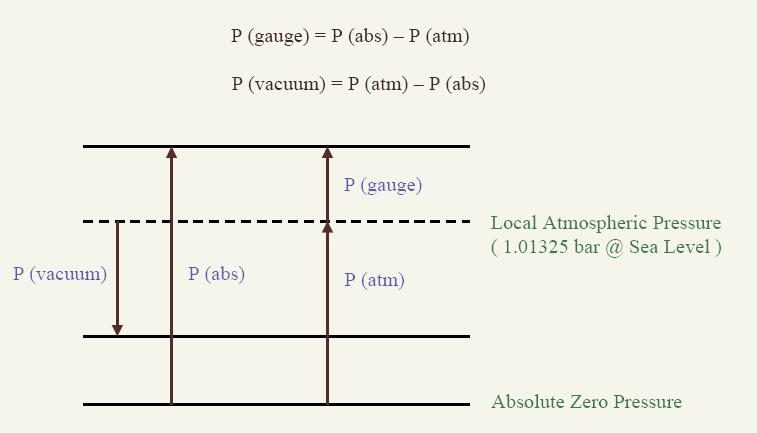 P (gauge) = P (abs) – P (atm)
P (vacuum) = P (atm) – P (abs)
P (gauge)
Local Atmospheric Pressure
( 1.01325 bar @ Sea Level )
P (vacuum)
P (abs)
P (atm)
Absolute Zero Pressure